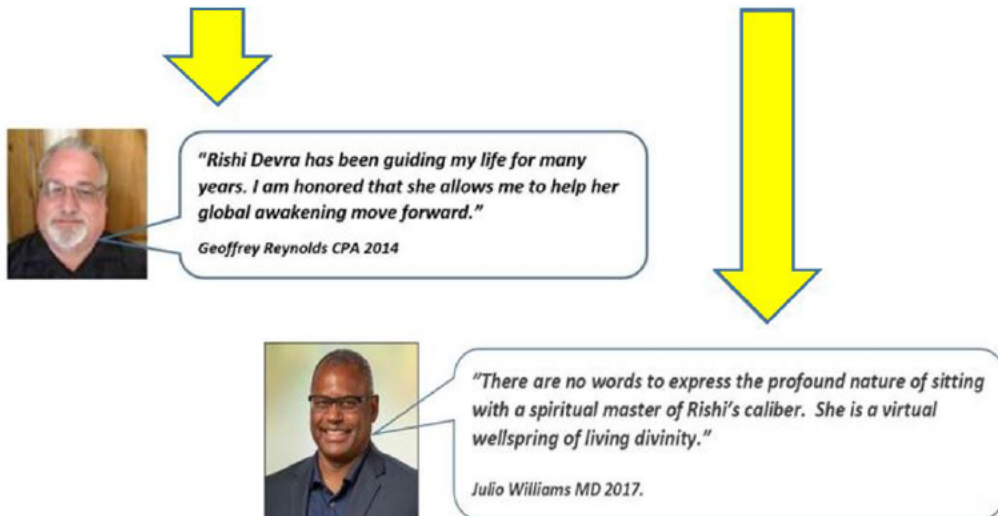 "Rishi Devra has been guiding my life for many
years. I am honored that she allows me to help her
global awakening move forward."
Geoffrey Reynolds CPA 2014
"There are no words to express the profound nature of sitting
with a spiritual master of Rishi's caliber.  She is a virtual
wellspring of living divinity."
Julio Williams MD 2017.